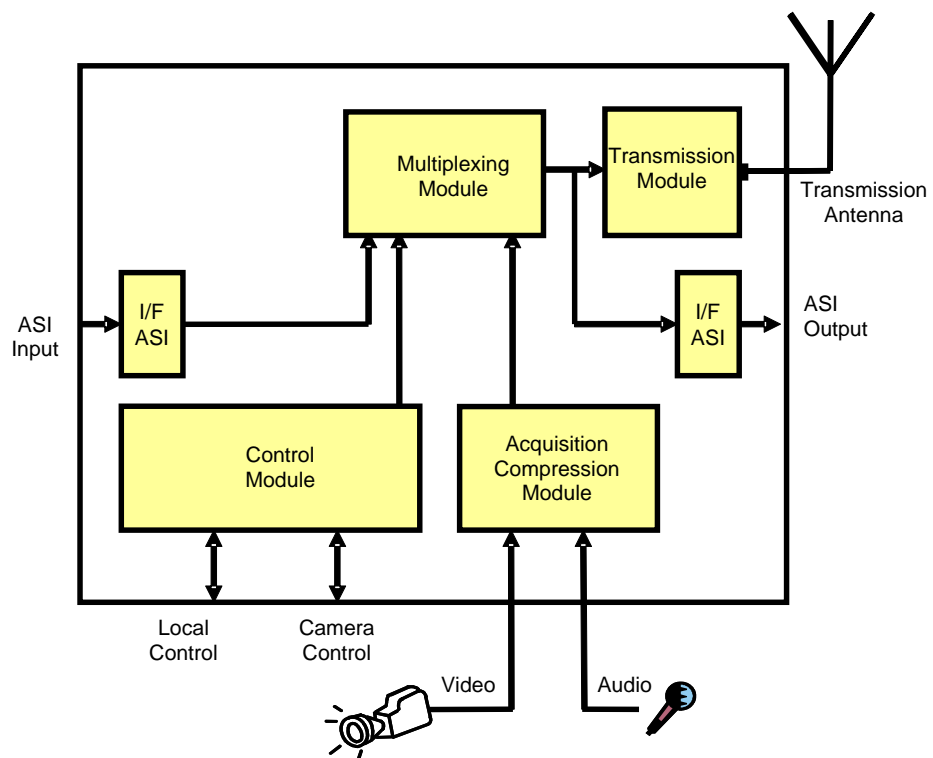 Multiplexing
Module
Transmission
Module
Transmission
Antenna
ASI
Input
I/F
ASI
I/F
ASI
ASI
Output
Control
Module
Acquisition
Compression
Module
Local
Control
Camera
Control
Video
Audio